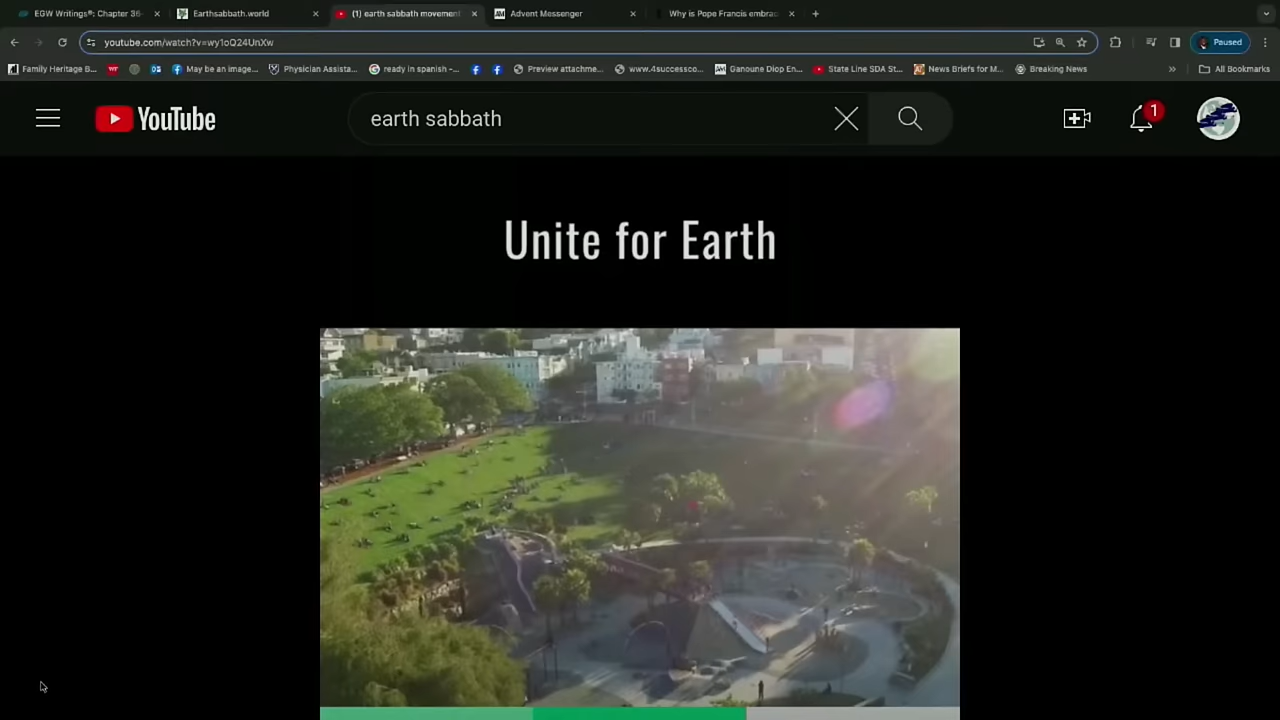 EGW Writings®: Chapter 36-
Earthsabbath.world
(1) earth sabbath movement
Advent Messenger
Why is Pope Francis embrac
youtube.com/watch?v=wy1oQ24UnXw
Paused
Family Heritage B...
May be an image...
Physician Assista...
ready in spanish -...
Preview attachme...
www.4successco...
Ganoune Diop En...
State Line SDA St...
News Briefs for M...
Breaking News
All Bookmarks
YouTube
earth sabbath
1
Unite for Earth